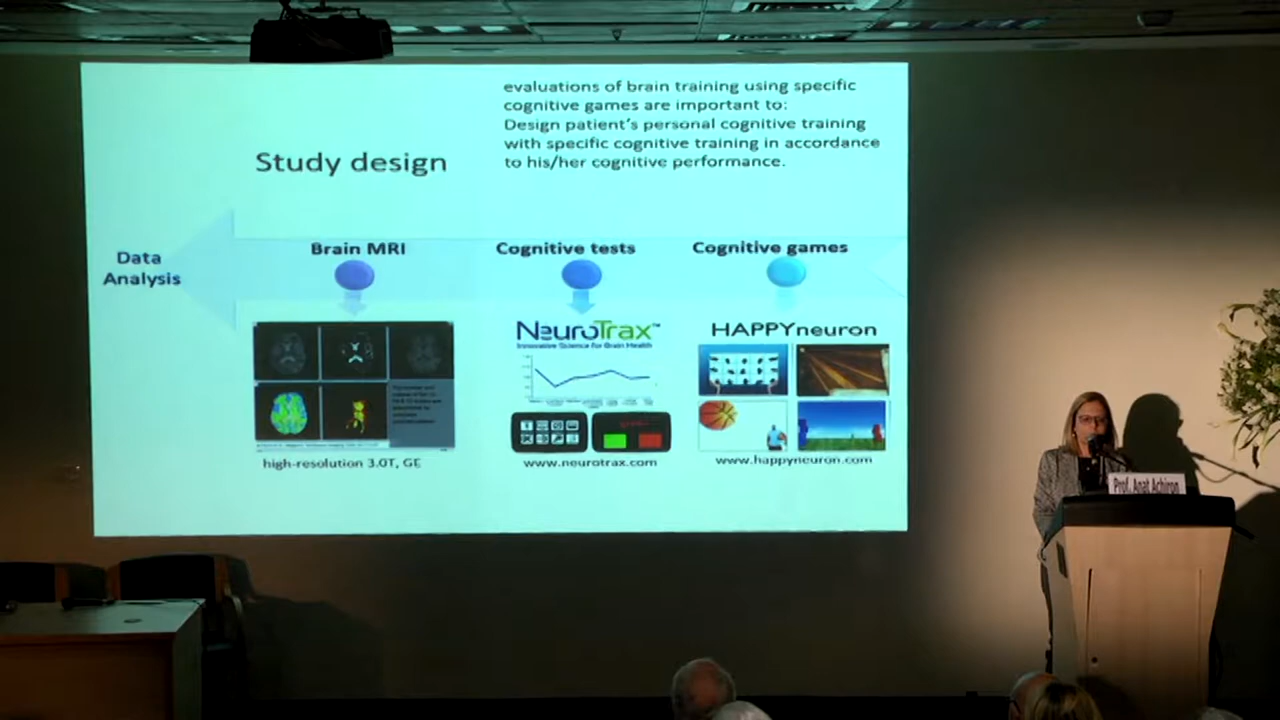 evaluations of brain training using specific
cognitive games are important to:
Design patient's personal cognitive training
with specific cognitive training in accordance
to his/her cognitive performance.
Study design
Data
Analysis
Brain MRI
Cognitive tests
Cognitive games
NeuroTrax™
Innovative Science for Brain Health
HAPPYneuron
high-resolution 3.0T, GE
www.neurotrax.com
www.happyneuron.com
Prof. Anat Achiron